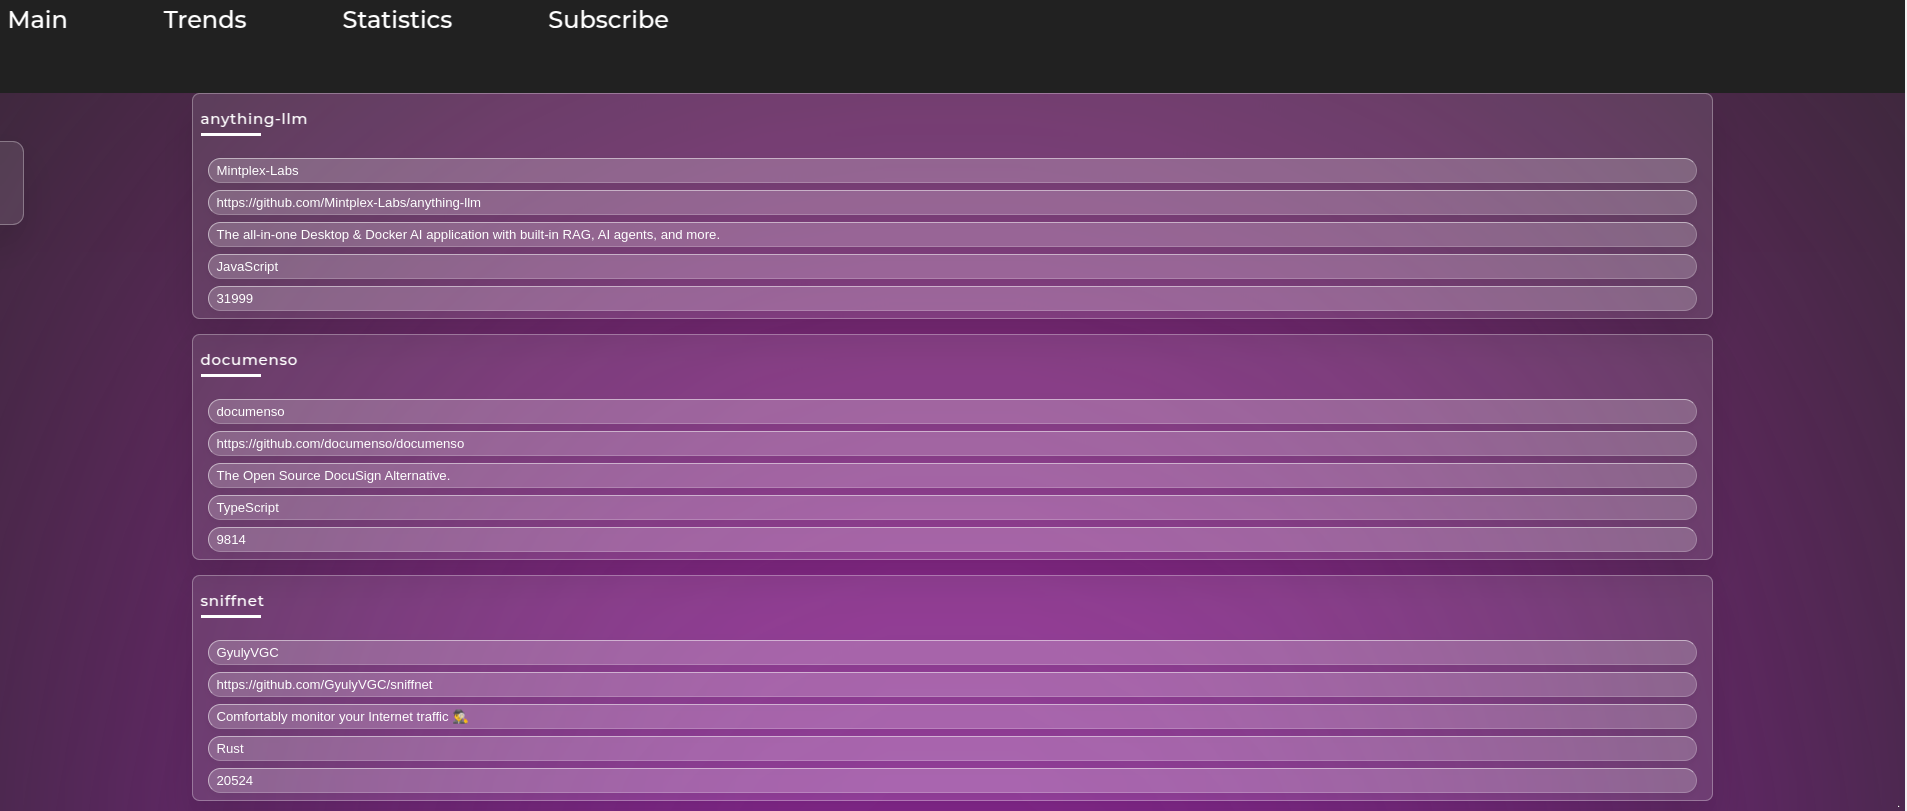 Main Trends Statistics Subscribe
anything-llm
Mintplex-Labs
https://github.com/Mintplex-Labs/anything-llm
The all-in-one Desktop & Docker AI application with built-in RAG, AI agents, and more.
JavaScript
31999
documenso
documenso
https://github.com/documenso/documenso
The Open Source DocuSign Alternative.
TypeScript
9814
sniffnet
GyulyVGC
https://github.com/GyulyVGC/sniffnet
Comfortably monitor your Internet traffic 🕵️
Rust
20524